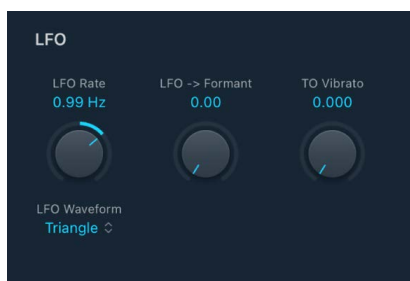 LFO
LFO Rate
0.99 Hz
LFO -> Formant
0.00
TO Vibrato
0.000
LFO Waveform
Triangle